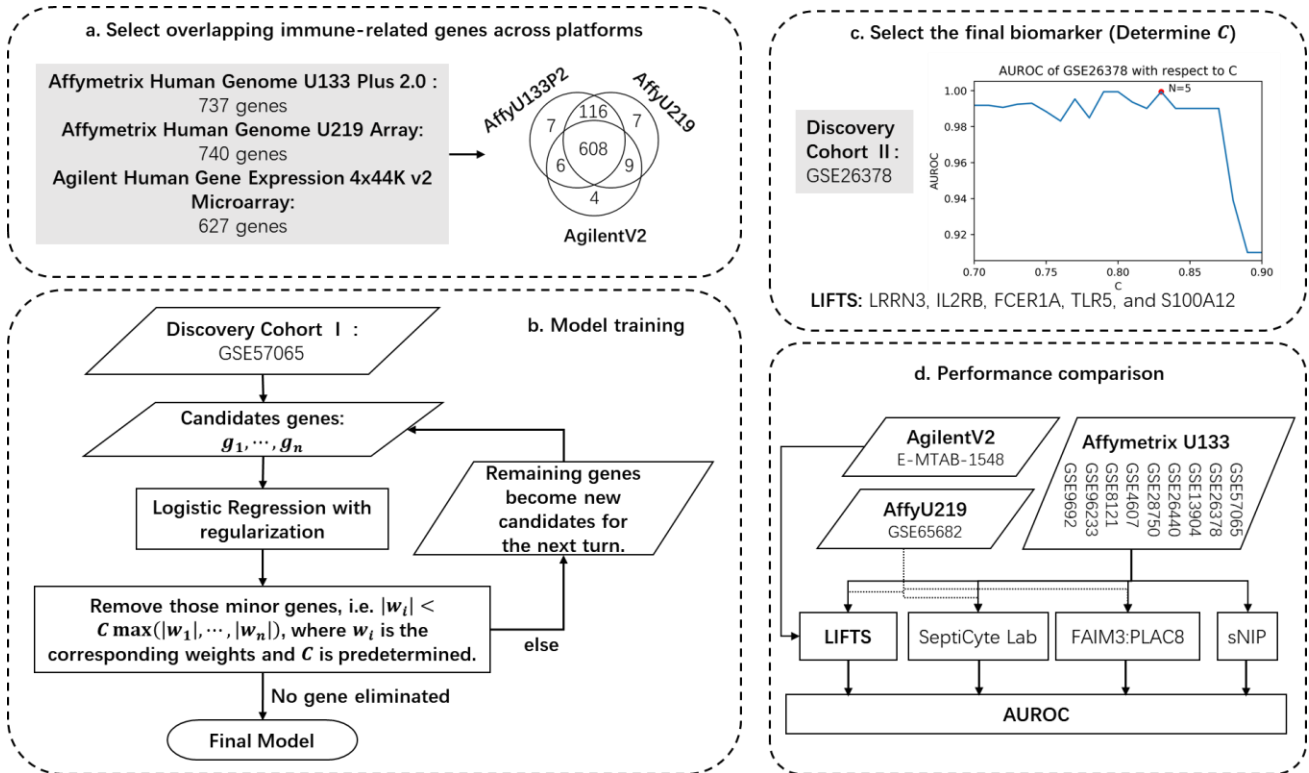 a. Select overlapping immune-related genes across platforms
Affymetrix Human Genome U133 Plus 2.0 :
737 genes
Affymetrix Human Genome U219 Array:
740 genes
Agilent Human Gene Expression 4x44K v2
Microarray:
627 genes
AffyU133P2
AffyU219
7
116
7
608
6
9
4
AgilentV2
b. Model training
Discovery Cohort Ⅰ :
GSE57065
Candidates genes:
g₁, ⋯, gₙ
Logistic Regression with
regularization
Remaining genes
become new
candidates for
the next turn.
Remove those minor genes, i.e. |wᵢ| <
C max(|w₁|, ⋯, |wₙ|), where wᵢ is the
corresponding weights and C is predetermined.
else
No gene eliminated
Final Model
c. Select the final biomarker (Determine C)
Discovery
Cohort Ⅱ :
GSE26378
AUROC of GSE26378 with respect to C
N=5
1.00
0.98
0.96
0.94
0.92
AUROC
0.70
0.75
0.80
0.85
0.90
C
LIFTS: LRRN3, IL2RB, FCER1A, TLR5, and S100A12
d. Performance comparison
AgilentV2
E-MTAB-1548
AffyU219
GSE65682
Affymetrix U133
GSE57065
GSE26378
GSE13904
GSE26440
GSE28750
GSE4607
GSE8121
GSE96233
GSE9692
LIFTS
SeptiCyte Lab
FAIM3:PLAC8
sNIP
AUROC